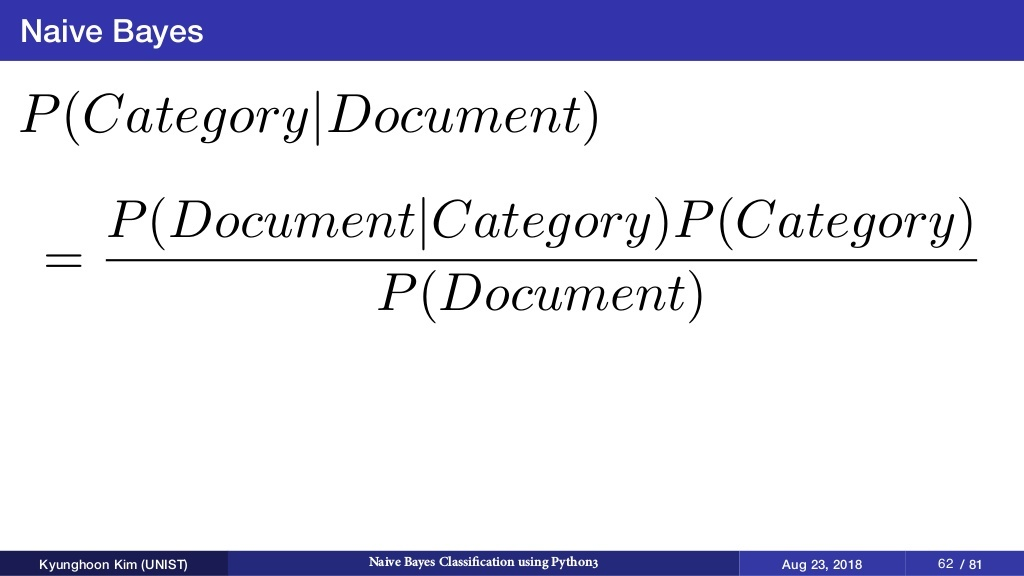 Naive Bayes
P(Category|Document)
= P(Document|Category)P(Category)
P(Document)
Kyunghoon Kim (UNIST) Naive Bayes Classification using Python3 Aug 23, 2018 62 / 81